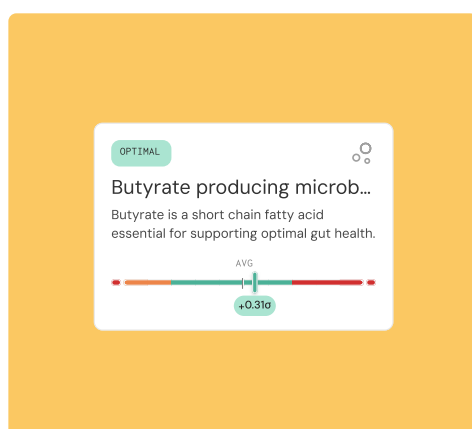 OPTIMAL
Butyrate producing microb...
Butyrate is a short chain fatty acid
essential for supporting optimal gut health.
AVG
+0.31σ